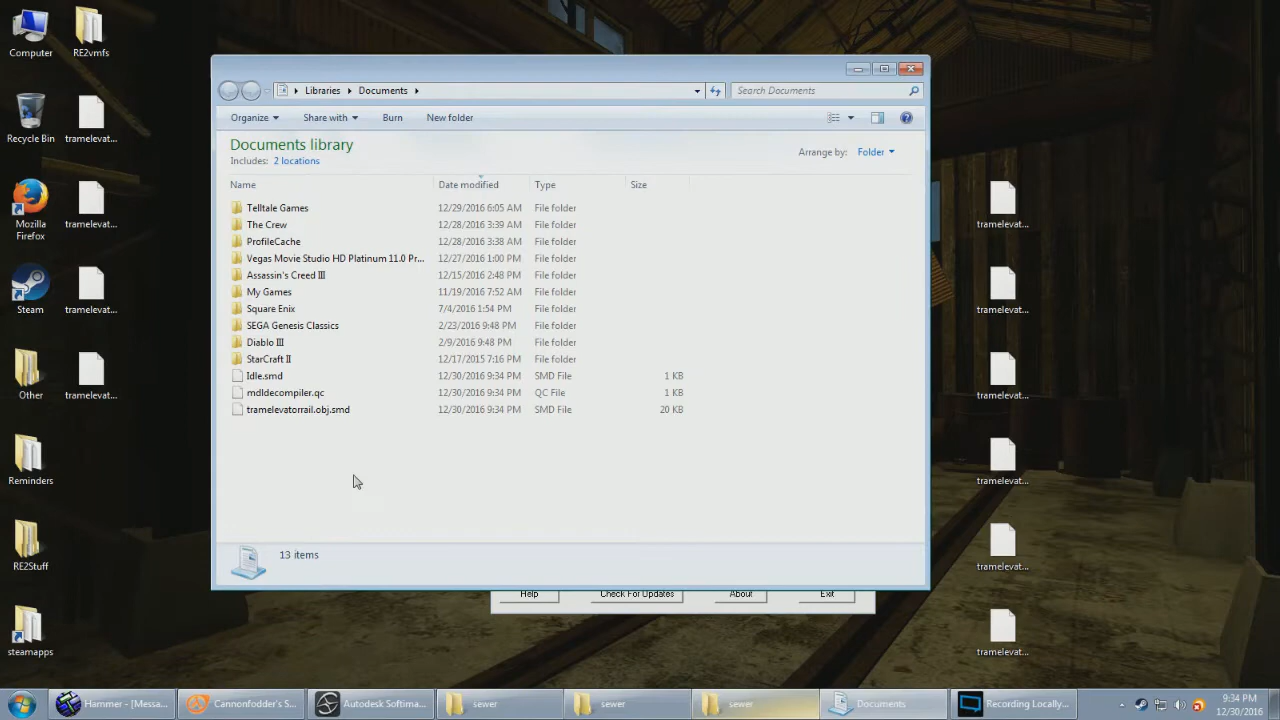 Computer
RE2vmfs
Recycle Bin
tramelevat...
Mozilla
Firefox
tramelevat...
Steam
tramelevat...
Other
tramelevat...
Reminders
RE2Stuff
steamapps
Libraries
Documents
Search Documents
Organize
Share with
Burn
New folder
Documents library
Includes: 2 locations
Arrange by: Folder
Name Date modified Type Size
Telltale Games 12/29/2016 6:05 AM File folder
The Crew 12/28/2016 3:39 AM File folder
ProfileCache 12/28/2016 3:38 AM File folder
Vegas Movie Studio HD Platinum 11.0 Pr... 12/27/2016 1:00 PM File folder
Assassin's Creed III 12/15/2016 2:48 PM File folder
My Games 11/19/2016 7:52 AM File folder
Square Enix 7/4/2016 1:54 PM File folder
SEGA Genesis Classics 2/23/2016 9:48 PM File folder
Diablo III 2/9/2016 9:48 PM File folder
StarCraft II 12/17/2015 7:16 PM File folder
Idle.smd 12/30/2016 9:34 PM SMD File 1 KB
mdldecompiler.qc 12/30/2016 9:34 PM QC File 1 KB
tramelevatorrail.obj.smd 12/30/2016 9:34 PM SMD File 20 KB
13 items
Help
Check For Updates
About
Exit
tramelevat...
tramelevat...
tramelevat...
tramelevat...
tramelevat...
tramelevat...
Hammer - [Messa...
Cannonfodder's S...
Autodesk Softima...
sewer
sewer
sewer
Documents
Recording Locally...
9:34 PM
12/30/2016